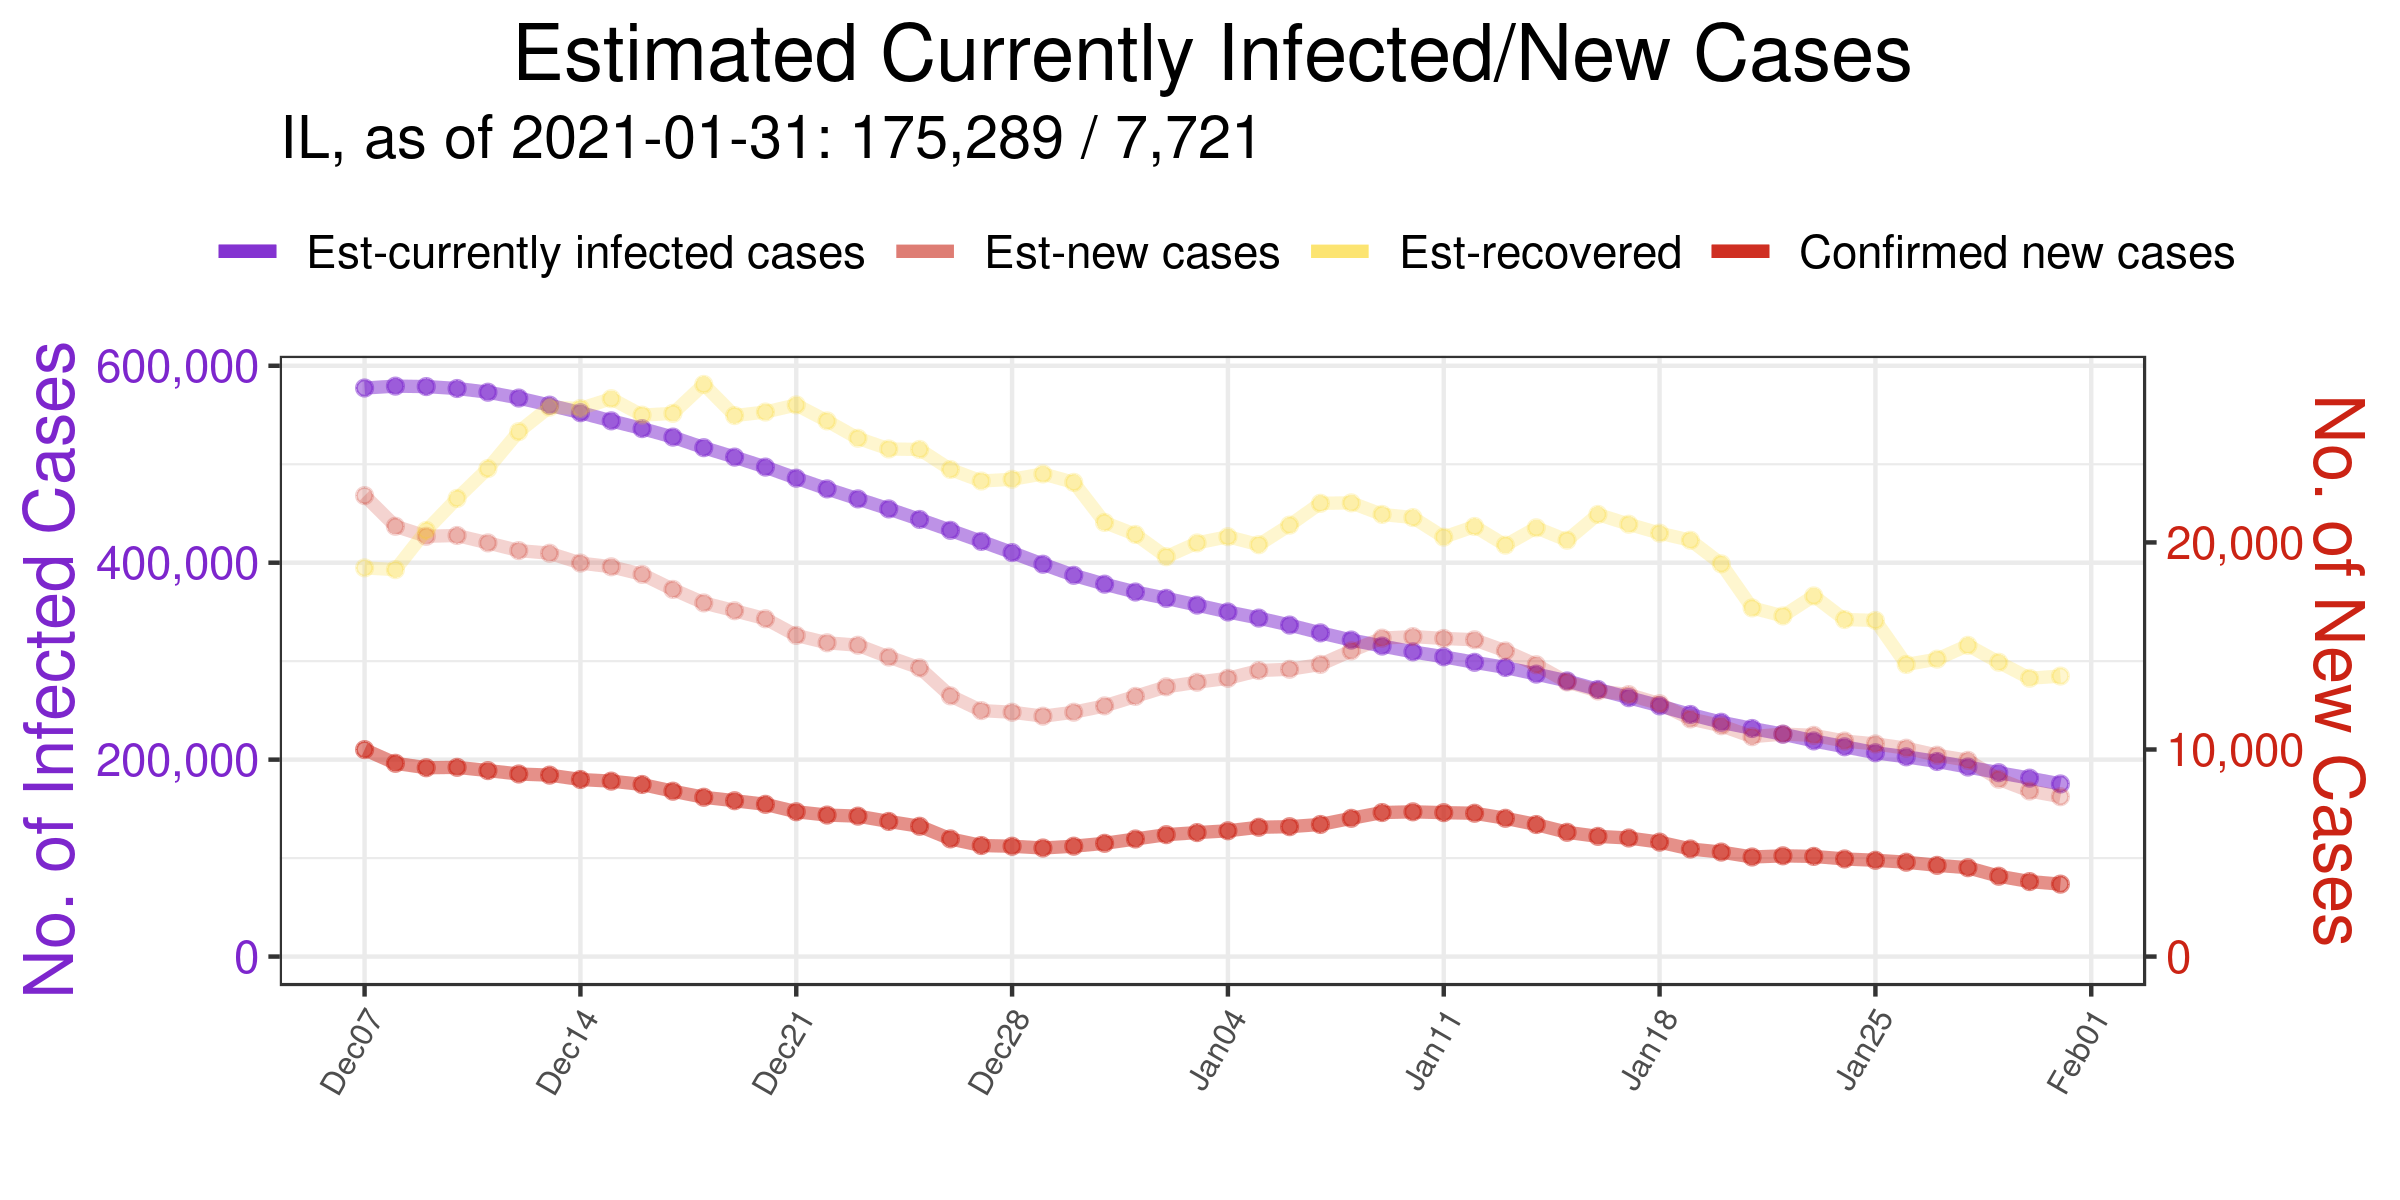 Estimated Currently Infected/New Cases
IL, as of 2021-01-31: 175,289 / 7,721
Est-currently infected cases Est-new cases Est-recovered Confirmed new cases
No. of Infected Cases
600,000
400,000
200,000
0
No. of New Cases
20,000
10,000
0
Dec07 Dec14 Dec21 Dec28 Jan04 Jan11 Jan18 Jan25 Feb01